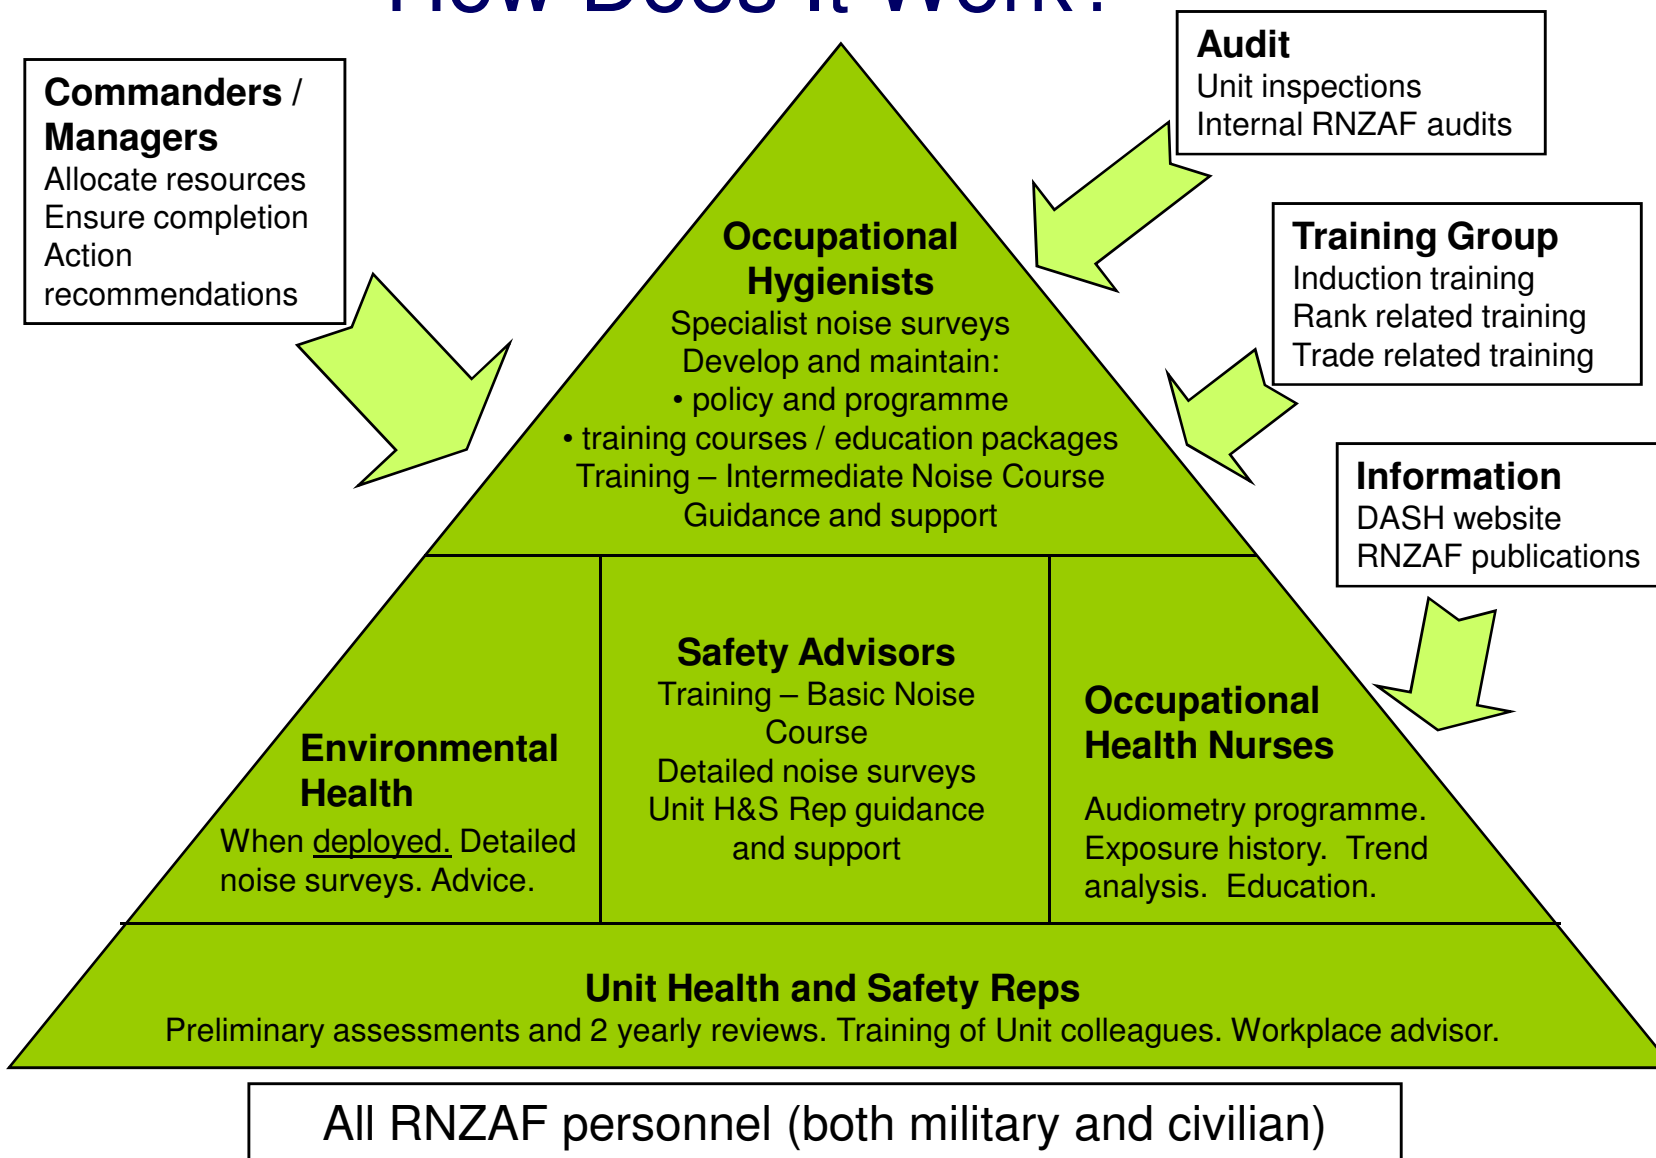 How Does It Work?
Commanders /
Managers
Allocate resources
Ensure completion
Action
recommendations
Audit
Unit inspections
Internal RNZAF audits
Training Group
Induction training
Rank related training
Trade related training
Information
DASH website
RNZAF publications
Occupational
Hygienists
Specialist noise surveys
Develop and maintain:
• policy and programme
• training courses / education packages
Training – Intermediate Noise Course
Guidance and support
Environmental
Health
When deployed. Detailed
noise surveys. Advice.
Safety Advisors
Training – Basic Noise
Course
Detailed noise surveys
Unit H&S Rep guidance
and support
Occupational
Health Nurses
Audiometry programme.
Exposure history. Trend
analysis. Education.
Unit Health and Safety Reps
Preliminary assessments and 2 yearly reviews. Training of Unit colleagues. Workplace advisor.
All RNZAF personnel (both military and civilian)